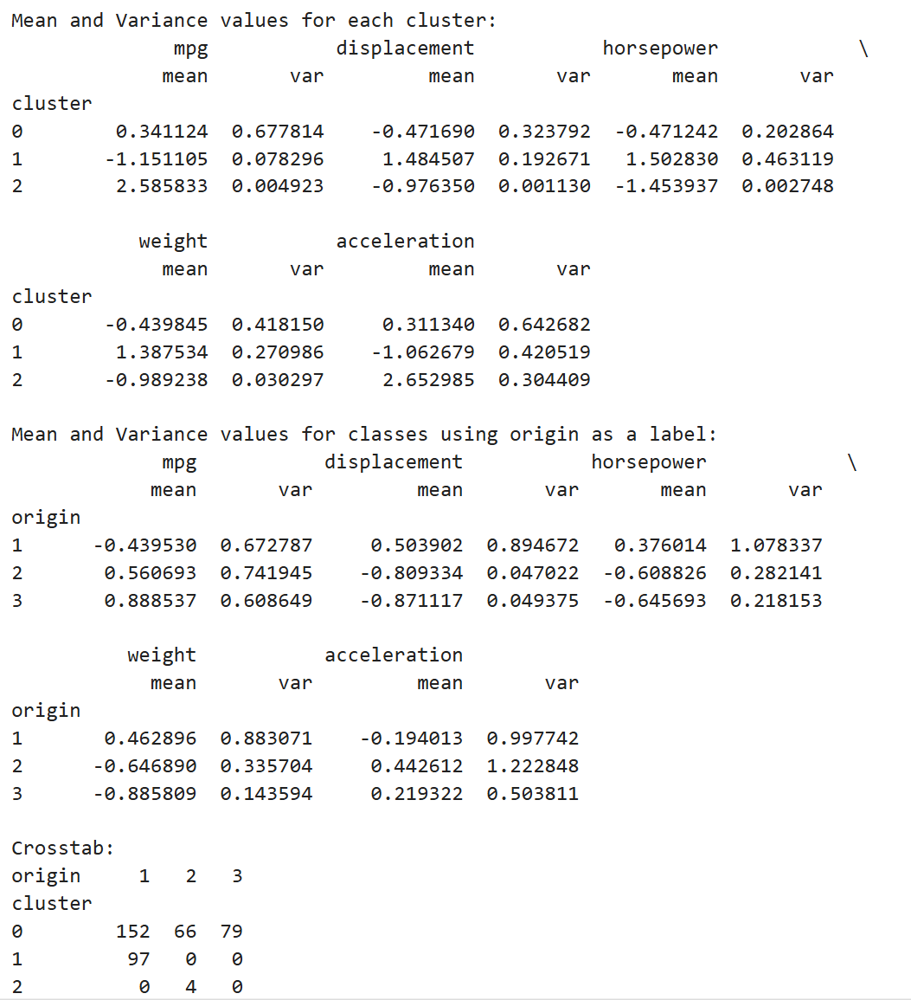 Mean and Variance values for each cluster:
              mpg           displacement           horsepower            \
             mean       var         mean       var       mean       var
cluster
0        0.341124  0.677814    -0.471690  0.323792  -0.471242  0.202864
1       -1.151105  0.078296     1.484507  0.192671   1.502830  0.463119
2        2.585833  0.004923    -0.976350  0.001130  -1.453937  0.002748

           weight           acceleration
             mean       var         mean       var
cluster
0       -0.439845  0.418150     0.311340  0.642682
1        1.387534  0.270986    -1.062679  0.420519
2       -0.989238  0.030297     2.652985  0.304409

Mean and Variance values for classes using origin as a label:
             mpg           displacement           horsepower            \
            mean       var         mean       var       mean       var
origin
1      -0.439530  0.672787     0.503902  0.894672   0.376014  1.078337
2       0.560693  0.741945    -0.809334  0.047022  -0.608826  0.282141
3       0.888537  0.608649    -0.871117  0.049375  -0.645693  0.218153

          weight           acceleration
            mean       var         mean       var
origin
1       0.462896  0.883071    -0.194013  0.997742
2      -0.646890  0.335704     0.442612  1.222848
3      -0.885809  0.143594     0.219322  0.503811

Crosstab:
origin     1   2   3
cluster
0        152  66  79
1         97   0   0
2          0   4   0